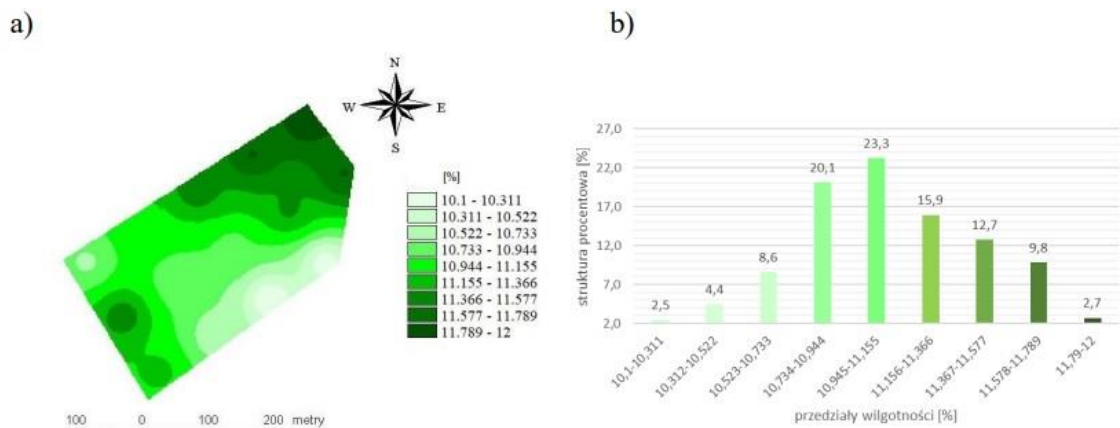 a)
N
W
E
S
[%]
10.1 - 10.311
10.311 - 10.522
10.522 - 10.733
10.733 - 10.944
10.944 - 11.155
11.155 - 11.366
11.366 - 11.577
11.577 - 11.789
11.789 - 12
100 0 100 200 metry
b)
struktura procentowa [%]
27,0
22,0
17,0
12,0
7,0
2,0
2,5
4,4
8,6
20,1
23,3
15,9
12,7
9,8
2,7
10,1-10,311
10,312-10,522
10,523-10,733
10,734-10,944
10,945-11,155
11,156-11,366
11,367-11,577
11,578-11,789
11,79-12
przedziały wilgotności [%]